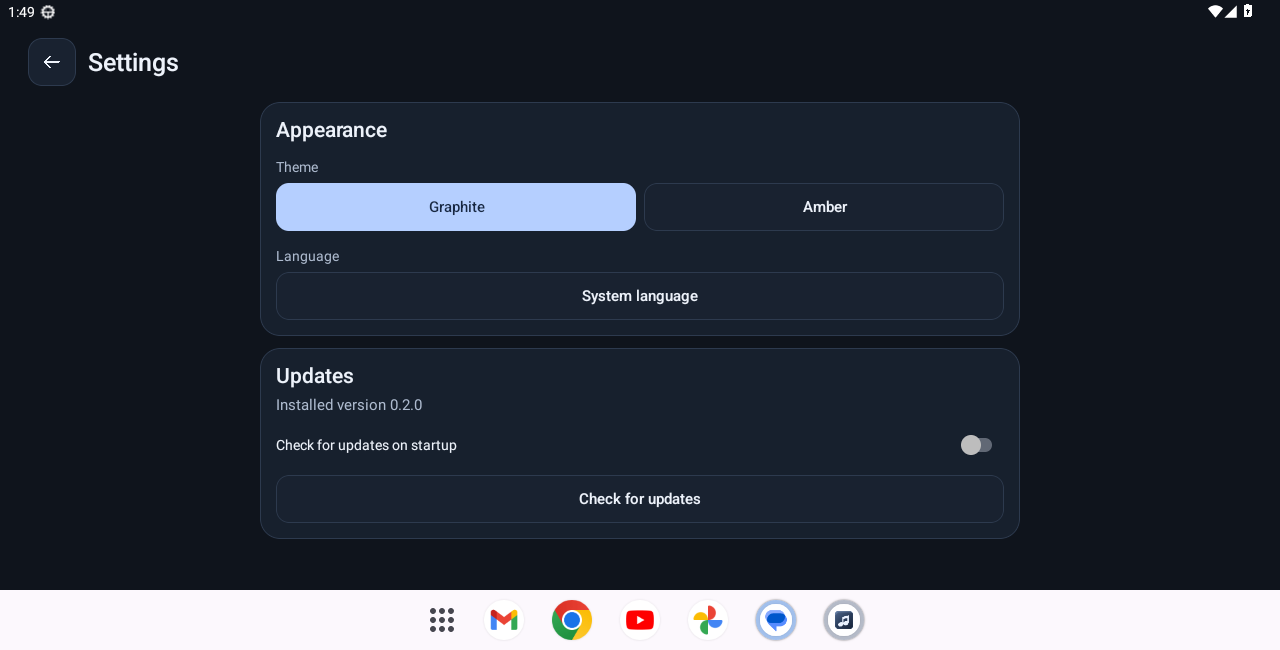 1:49
Settings
Appearance
Theme
Graphite
Amber
Language
System language
Updates
Installed version 0.2.0
Check for updates on startup
Check for updates